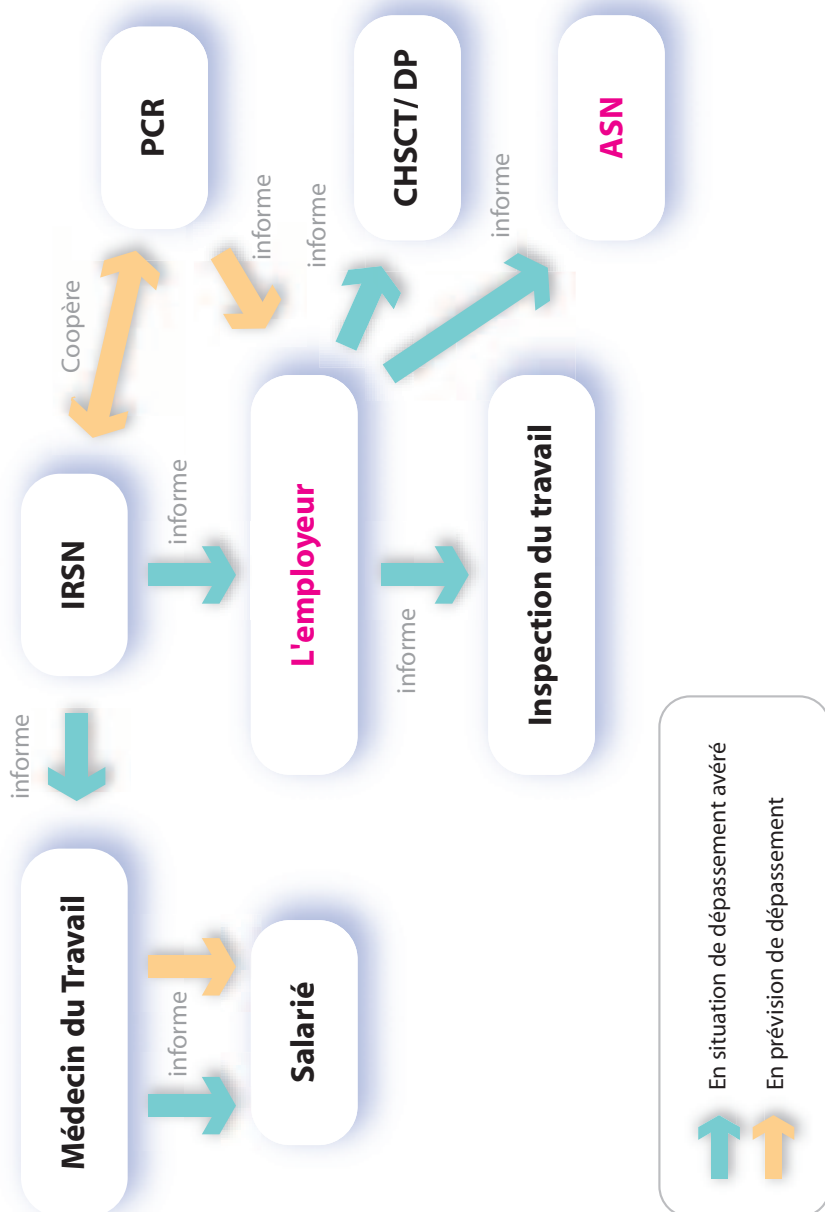 Médecin du Travail
informe
IRSN
Coopère
PCR
informe
informe
informe
Salarié
L'employeur
informe
CHSCT/ DP
informe
Inspection du travail
informe
ASN
En situation de dépassement avéré
En prévision de dépassement